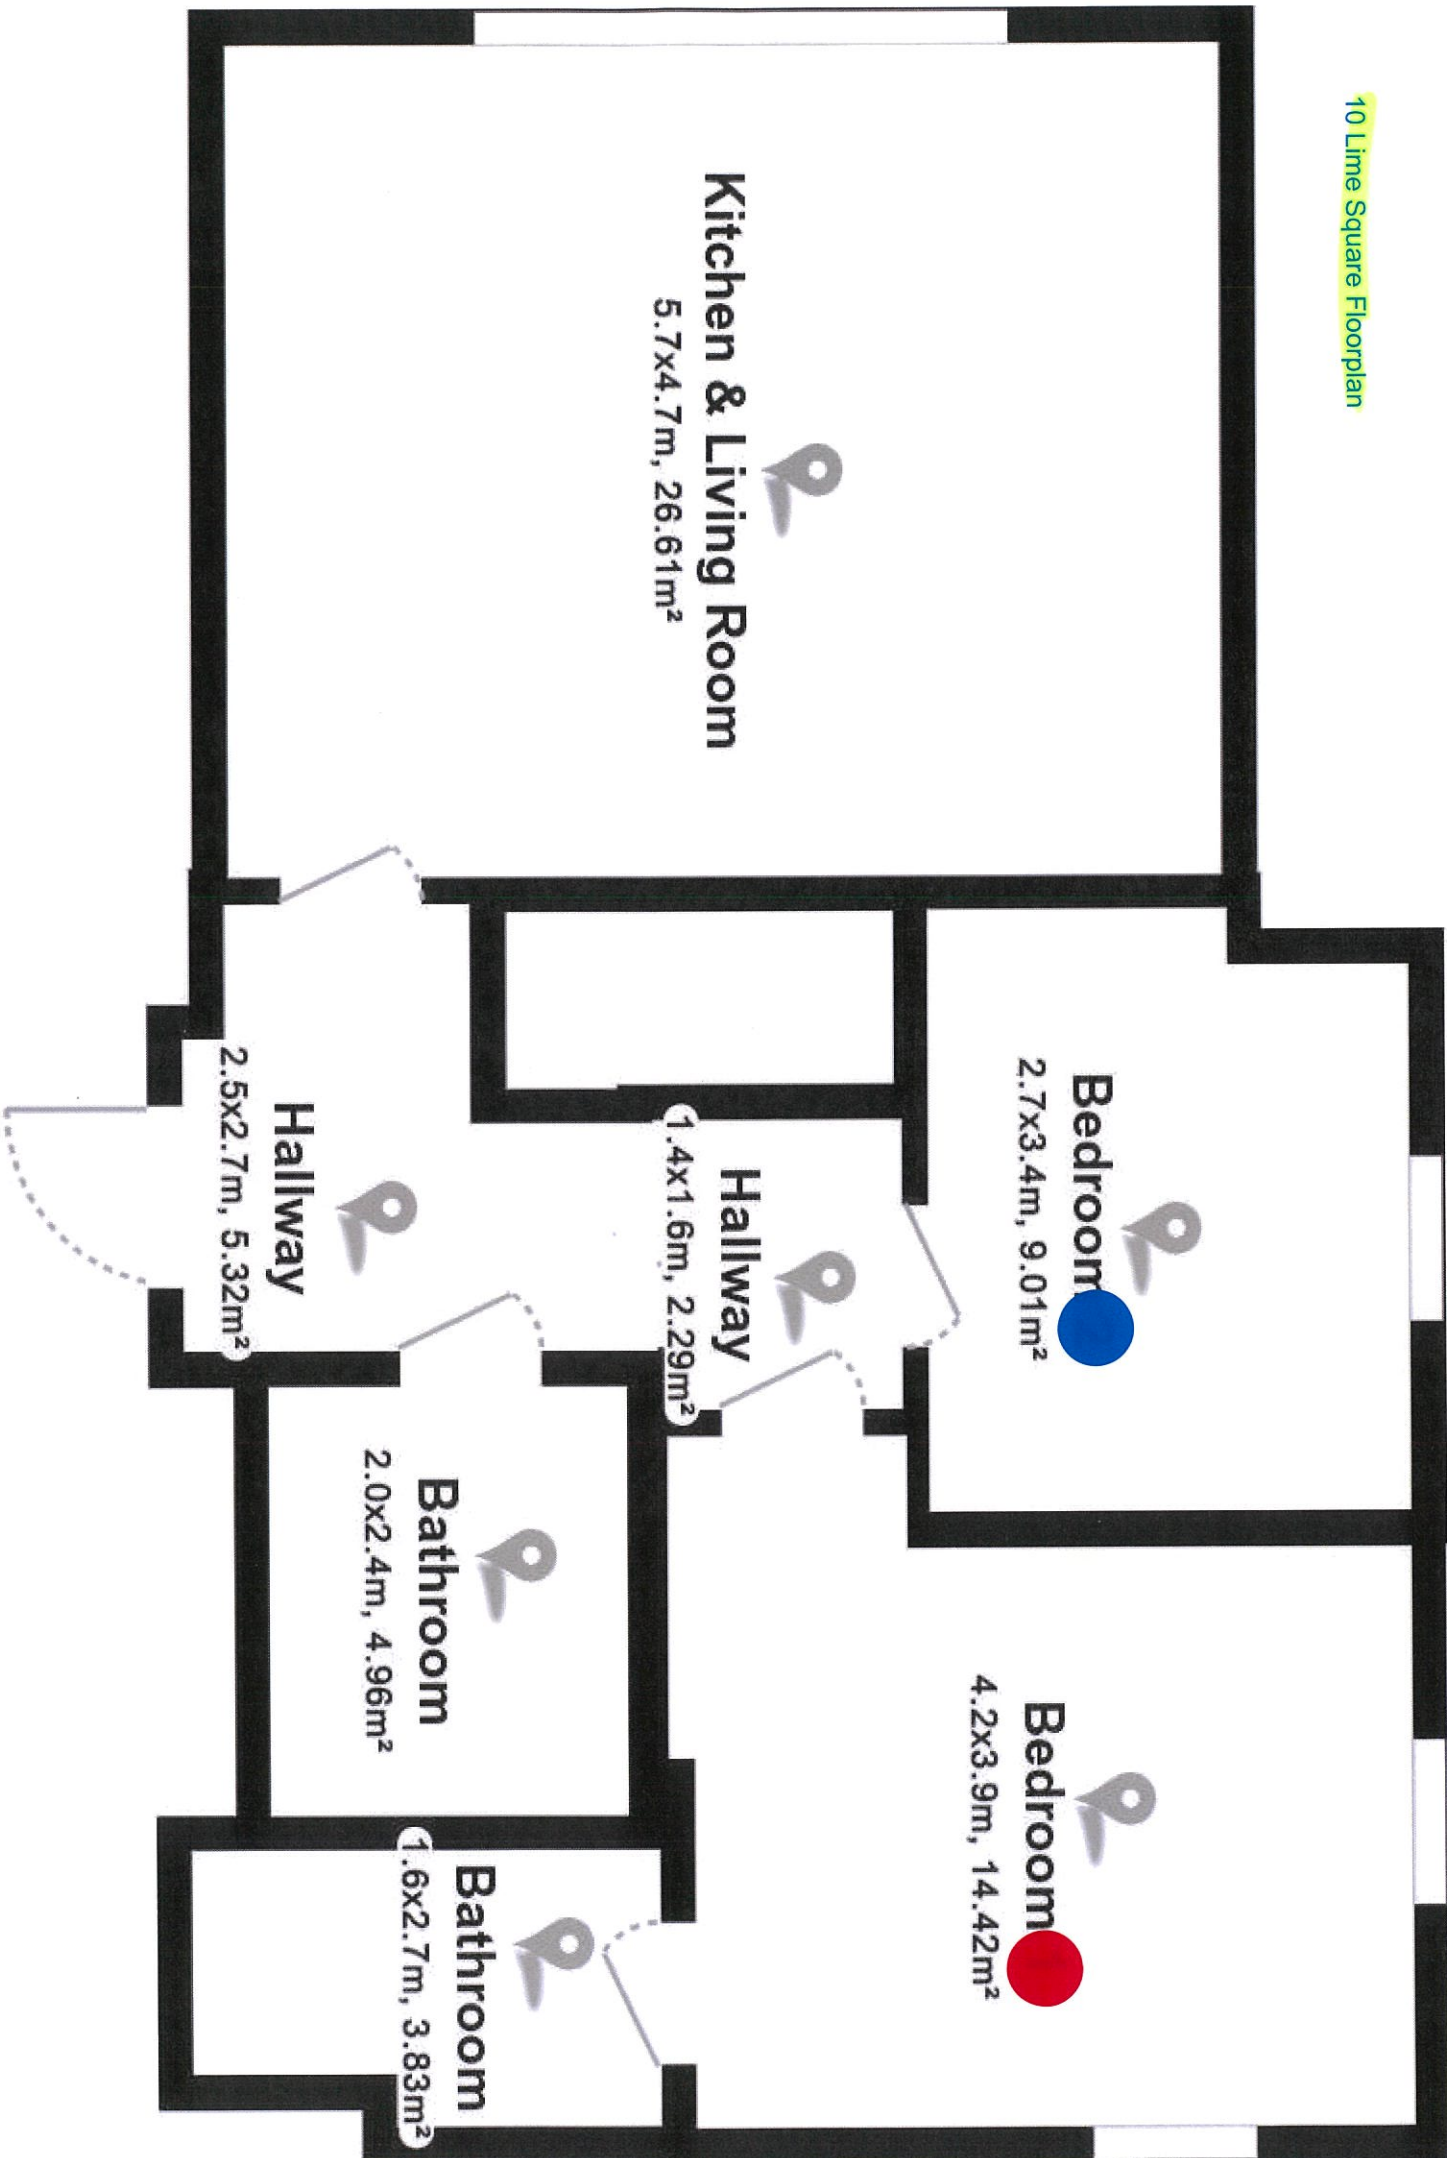 10 Lime Square Floorplan
Kitchen & Living Room
5.7x4.7m, 26.61m²
Bedroom
2.7x3.4m, 9.01m²
Hallway
1.4x1.6m, 2.29m²
Hallway
2.5x2.7m, 5.32m²
Bedroom
4.2x3.9m, 14.42m²
Bathroom
2.0x2.4m, 4.96m²
Bathroom
1.6x2.7m, 3.83m²